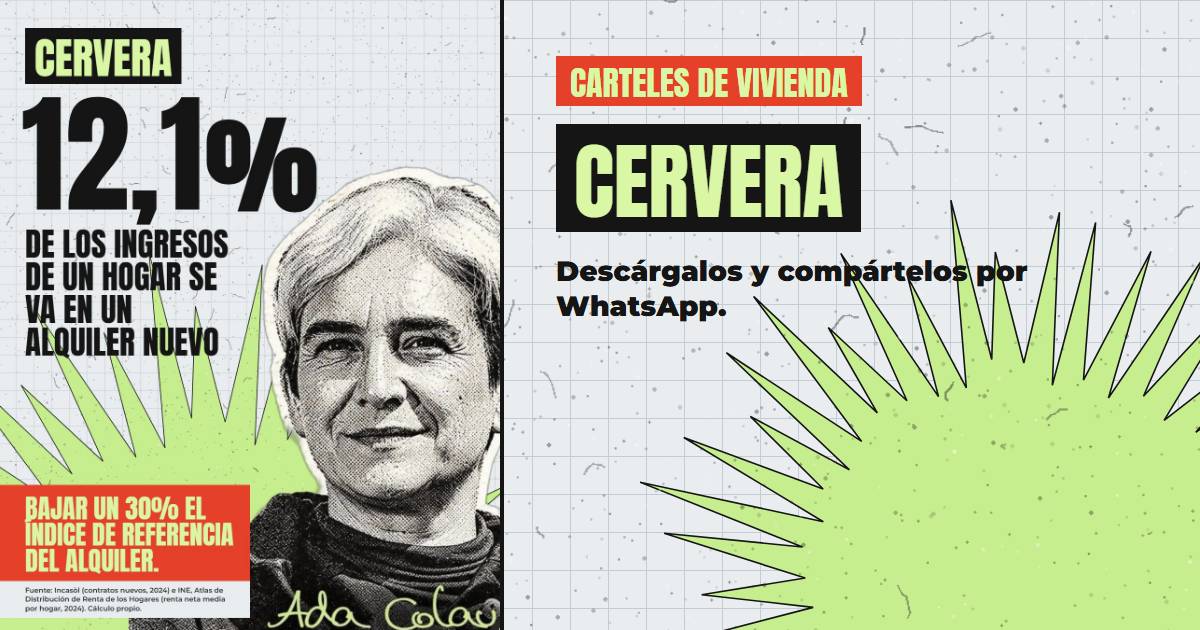 CERVERA
12,1%
DE LOS INGRESOS
DE UN HOGAR SE
VA EN UN
ALQUILER NUEVO
BAJAR UN 30% EL
ÍNDICE DE REFERENCIA
DEL ALQUILER.
Fuente: Incasòl (contratos nuevos, 2024) e INE, Atlas de
Distribución de Renta de los Hogares (renta neta media
por hogar, 2024). Cálculo propio.
Ada Colau
CARTELES DE VIVIENDA
CERVERA
Descárgalos y compártelos por
WhatsApp.